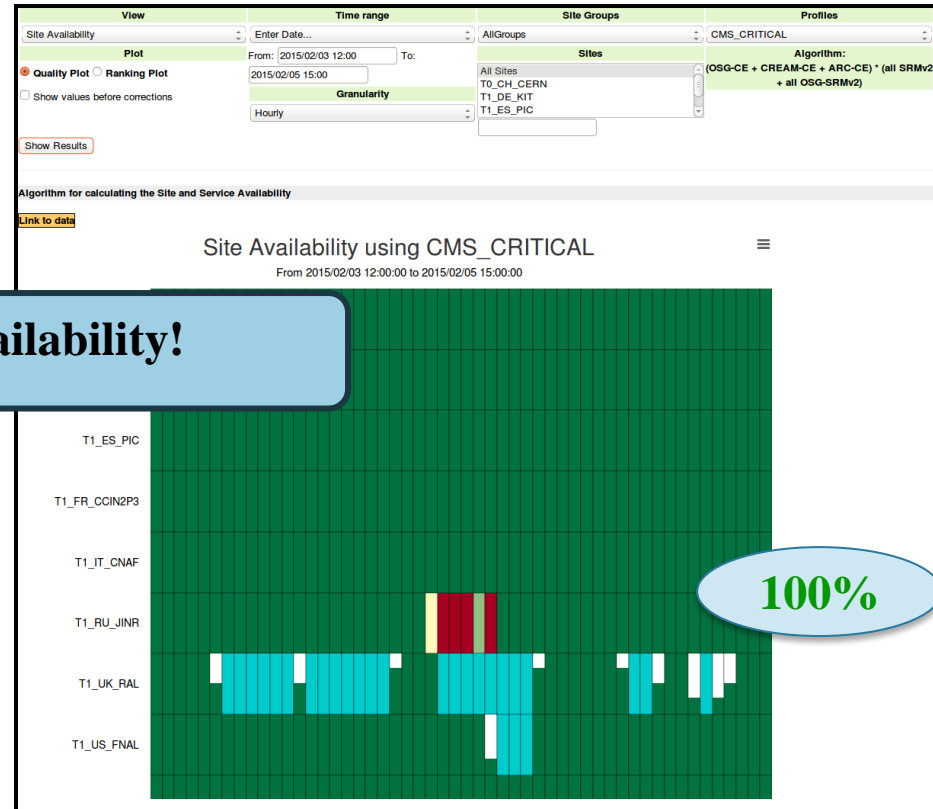 View Time range Site Groups Profiles
Site Availability Enter Date... AllGroups CMS_CRITICAL
Plot From: 2015/02/03 12:00 To: Sites Algorithm:
Quality Plot Ranking Plot 2015/02/05 15:00 All Sites (OSG-CE + CREAM-CE + ARC-CE) * (all SRMv2
T0_CH_CERN + all OSG-SRMv2)
Show values before corrections Granularity T1_DE_KIT
Hourly T1_ES_PIC
Show Results
Algorithm for calculating the Site and Service Availability
Link to data
Site Availability using CMS_CRITICAL
From 2015/02/03 12:00:00 to 2015/02/05 15:00:00
ailability!
T1_ES_PIC
T1_FR_CCIN2P3
T1_IT_CNAF
100%
T1_RU_JINR
T1_UK_RAL
T1_US_FNAL